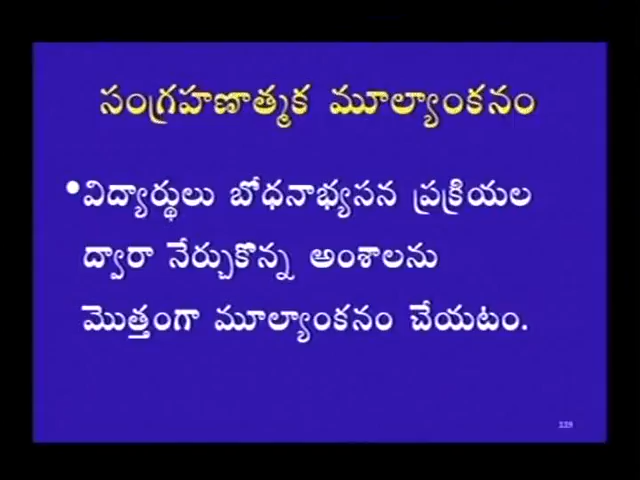 సంగ్రహణాత్మక మూల్యాంకనం
•విద్యార్థులు బోధనాభ్యసన ప్రక్రియల
ద్వారా నేర్చుకొన్న అంశాలను
మొత్తంగా మూల్యాంకనం చేయటం.